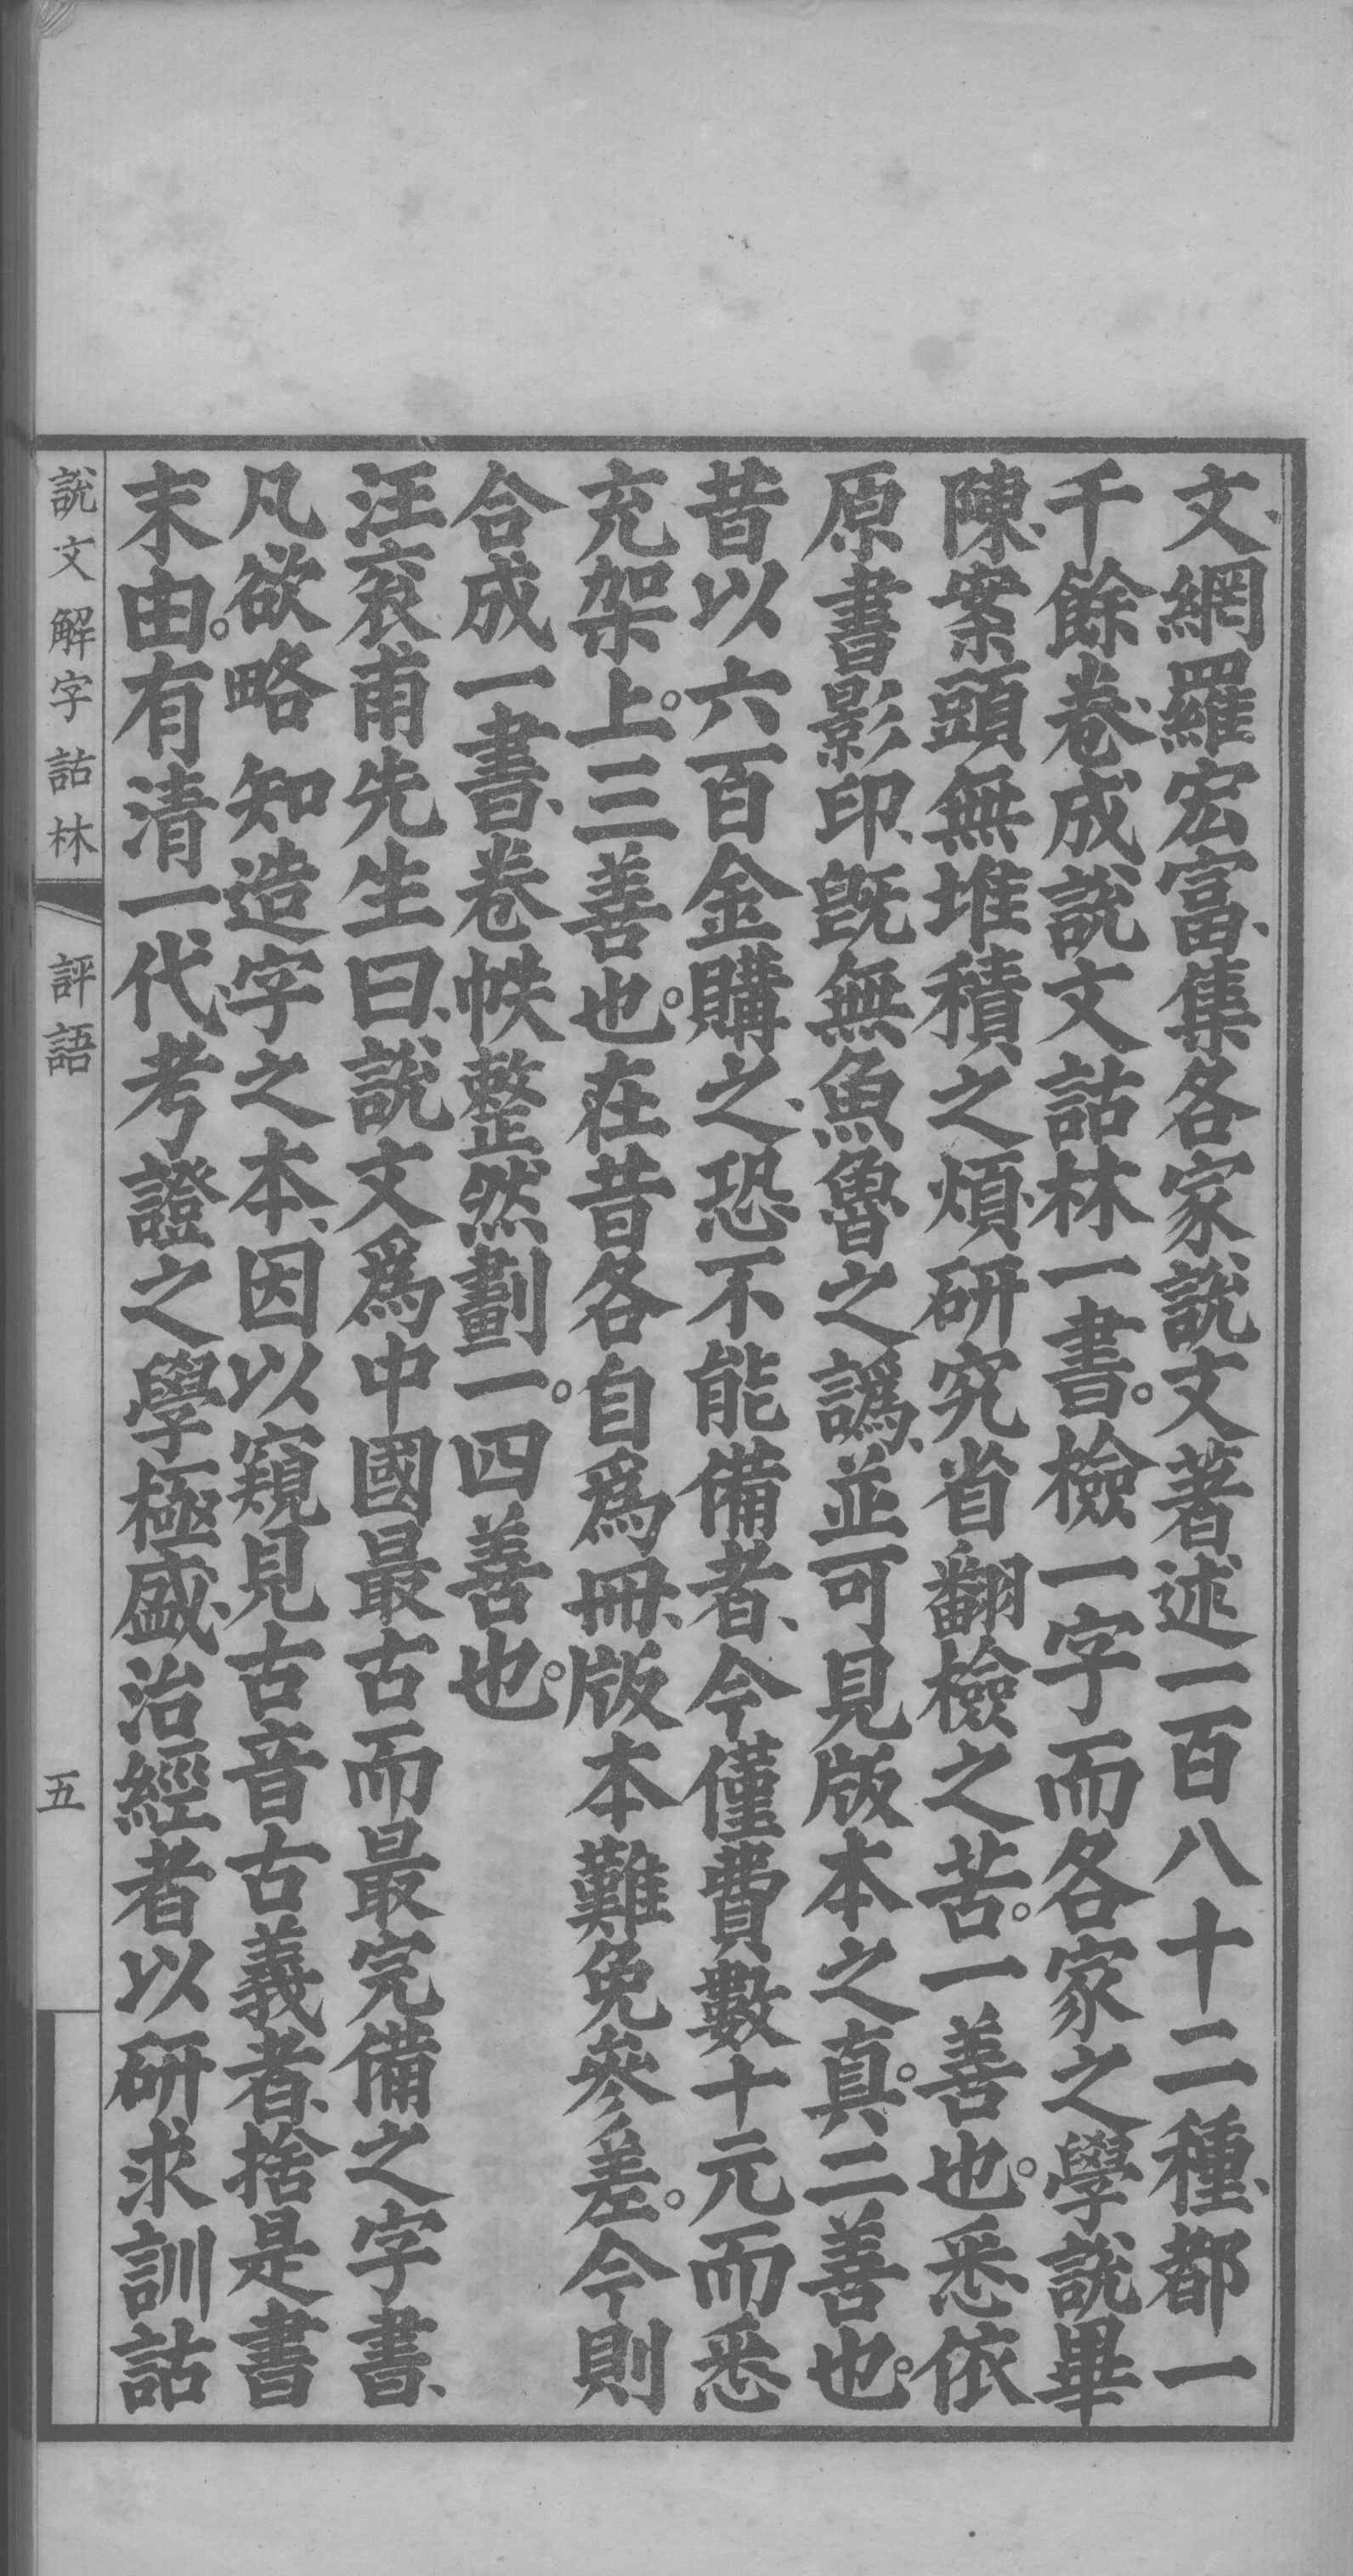 文、網羅宏富、集各家說文著述一百八十二種、都一
千餘卷、成說文詁林一書。檢一字而各家之學說畢
陳、案頭無堆積之煩、研究省翻檢之苦。一善也。悉依
原書影印、旣無魚魯之譌、並可見版本之真。二善也。
昔以六百金購之、恐不能備者、今僅費數十元而悉
充架上。三善也。在昔各自爲冊、版本難免參差。今則
合成一書、卷帙整然劃一。四善也。
汪袞甫先生曰、說文爲中國最古而最完備之字書、
凡欲略知造字之本、因以窺見古音古義者、捨是書
末由。有清一代、考證之學極盛、治經者以研求訓詁
說文解字詁林 評語 五